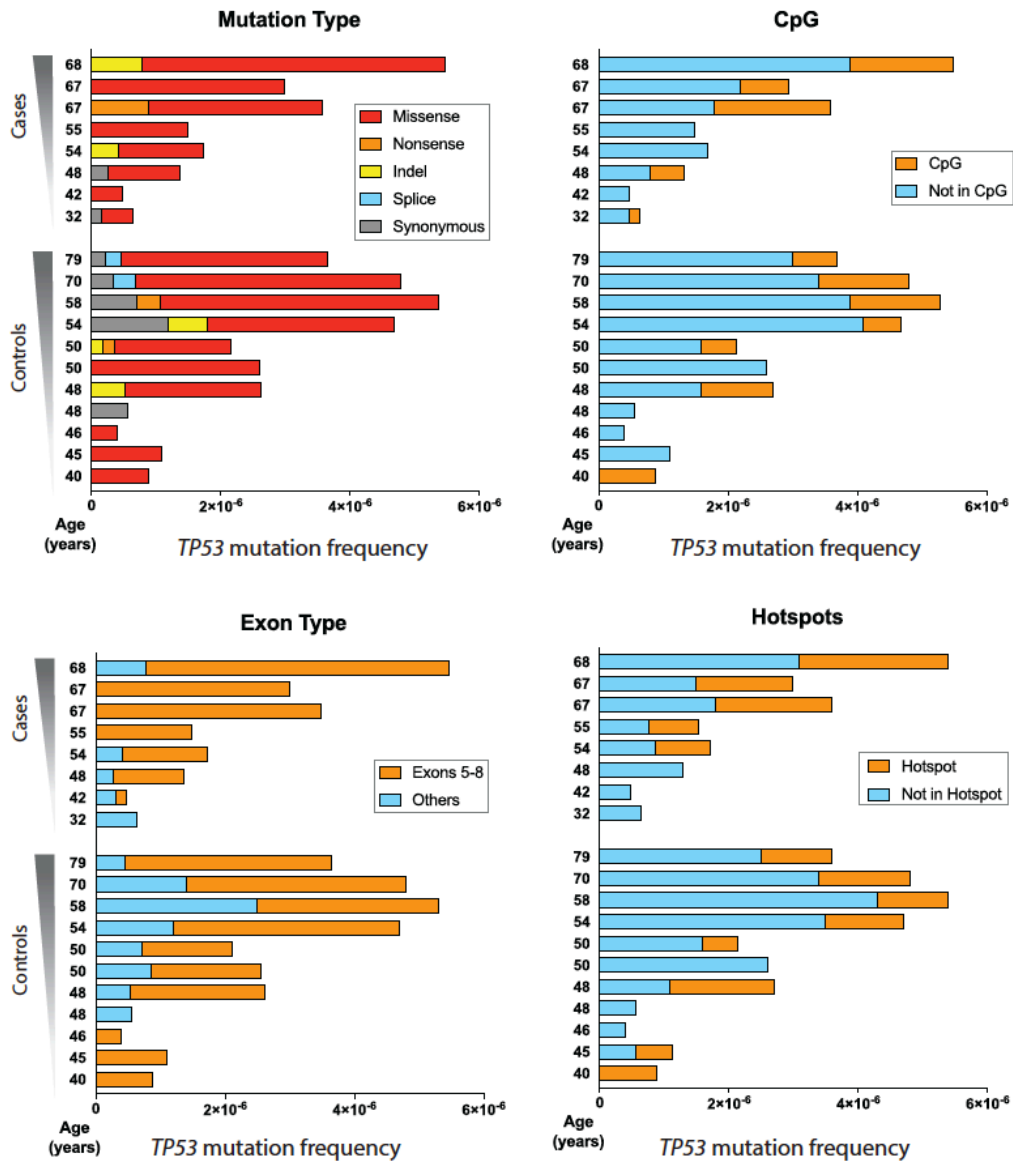 Mutation Type
Cases
68
67
67
55
54
48
42
32
Missense
Nonsense
Indel
Splice
Synonymous
Controls
79
70
58
54
50
50
48
48
46
45
40
0
2×10⁻⁶
4×10⁻⁶
6×10⁻⁶
Age
(years)
TP53 mutation frequency
CpG
68
67
67
55
54
48
42
32
CpG
Not in CpG
79
70
58
54
50
50
48
48
46
45
40
0
2×10⁻⁶
4×10⁻⁶
6×10⁻⁶
Age
(years)
TP53 mutation frequency
Exon Type
Cases
68
67
67
55
54
48
42
32
Exons 5-8
Others
Controls
79
70
58
54
50
50
48
48
46
45
40
0
2×10⁻⁶
4×10⁻⁶
6×10⁻⁶
Age
(years)
TP53 mutation frequency
Hotspots
68
67
67
55
54
48
42
32
Hotspot
Not in Hotspot
79
70
58
54
50
50
48
48
46
45
40
0
2×10⁻⁶
4×10⁻⁶
6×10⁻⁶
Age
(years)
TP53 mutation frequency